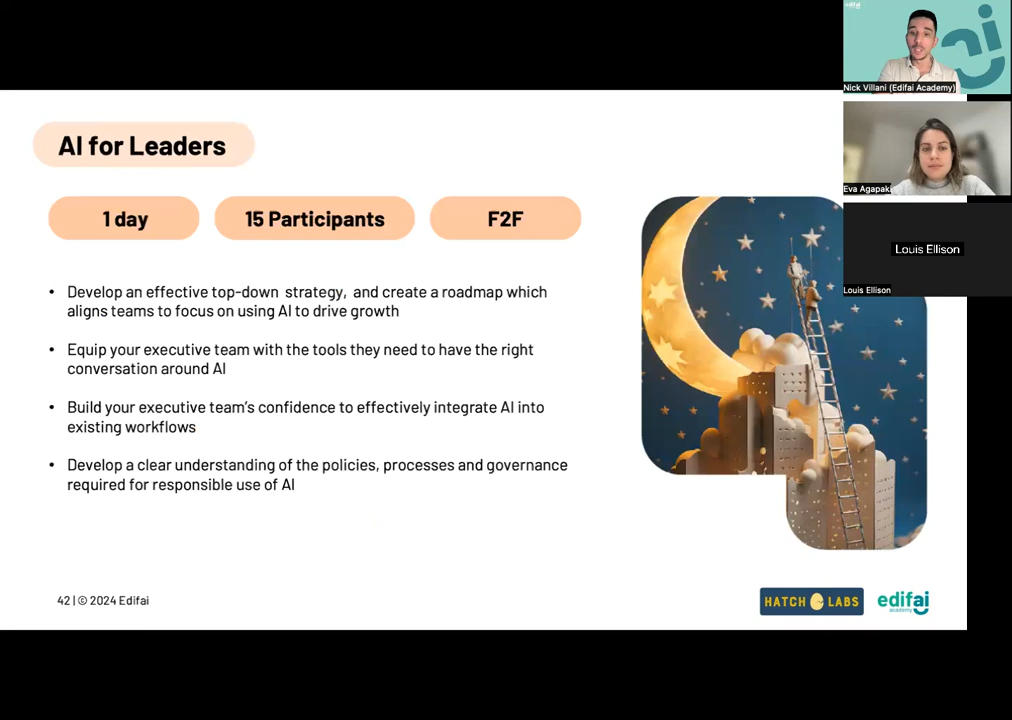 edifai
Nick Villani (Edifai Academy)
Eva Agapaki
Louis Ellison
Louis Ellison
AI for Leaders
1 day
15 Participants
F2F
• Develop an effective top-down strategy, and create a roadmap which
aligns teams to focus on using AI to drive growth
• Equip your executive team with the tools they need to have the right
conversation around AI
• Build your executive team's confidence to effectively integrate AI into
existing workflows
• Develop a clear understanding of the policies, processes and governance
required for responsible use of AI
42 | © 2024 Edifai
HATCH LABS
edifai
academy